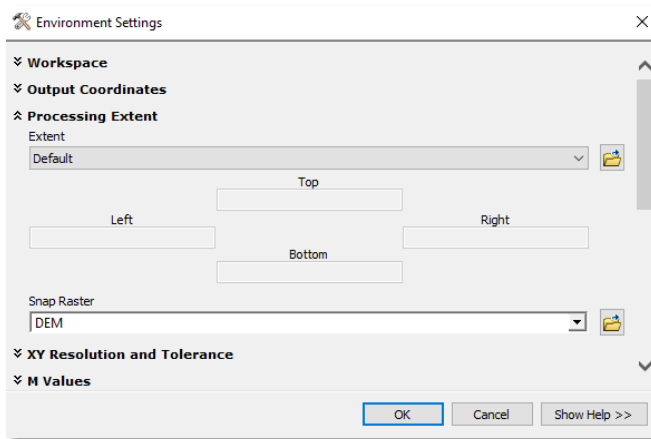 Environment Settings
Workspace
Output Coordinates
Processing Extent
Extent
Default
Top
Left
Right
Bottom
Snap Raster
DEM
XY Resolution and Tolerance
M Values
OK Cancel Show Help >>